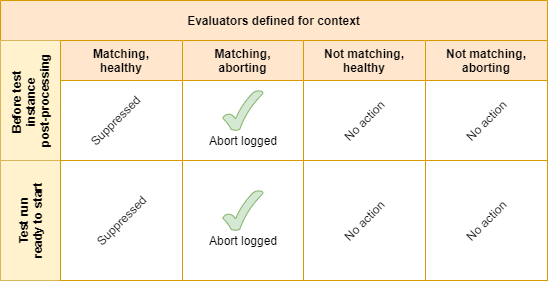 Evaluators defined for context
Matching,
healthy
Matching,
aborting
Not matching,
healthy
Not matching,
aborting
Before test
instance
post-processing
Suppressed
Abort logged
No action
No action
Test run
ready to start
Suppressed
Abort logged
No action
No action